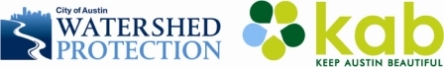 City of Austin
WATERSHED
PROTECTION
kab
KEEP AUSTIN BEAUTIFUL